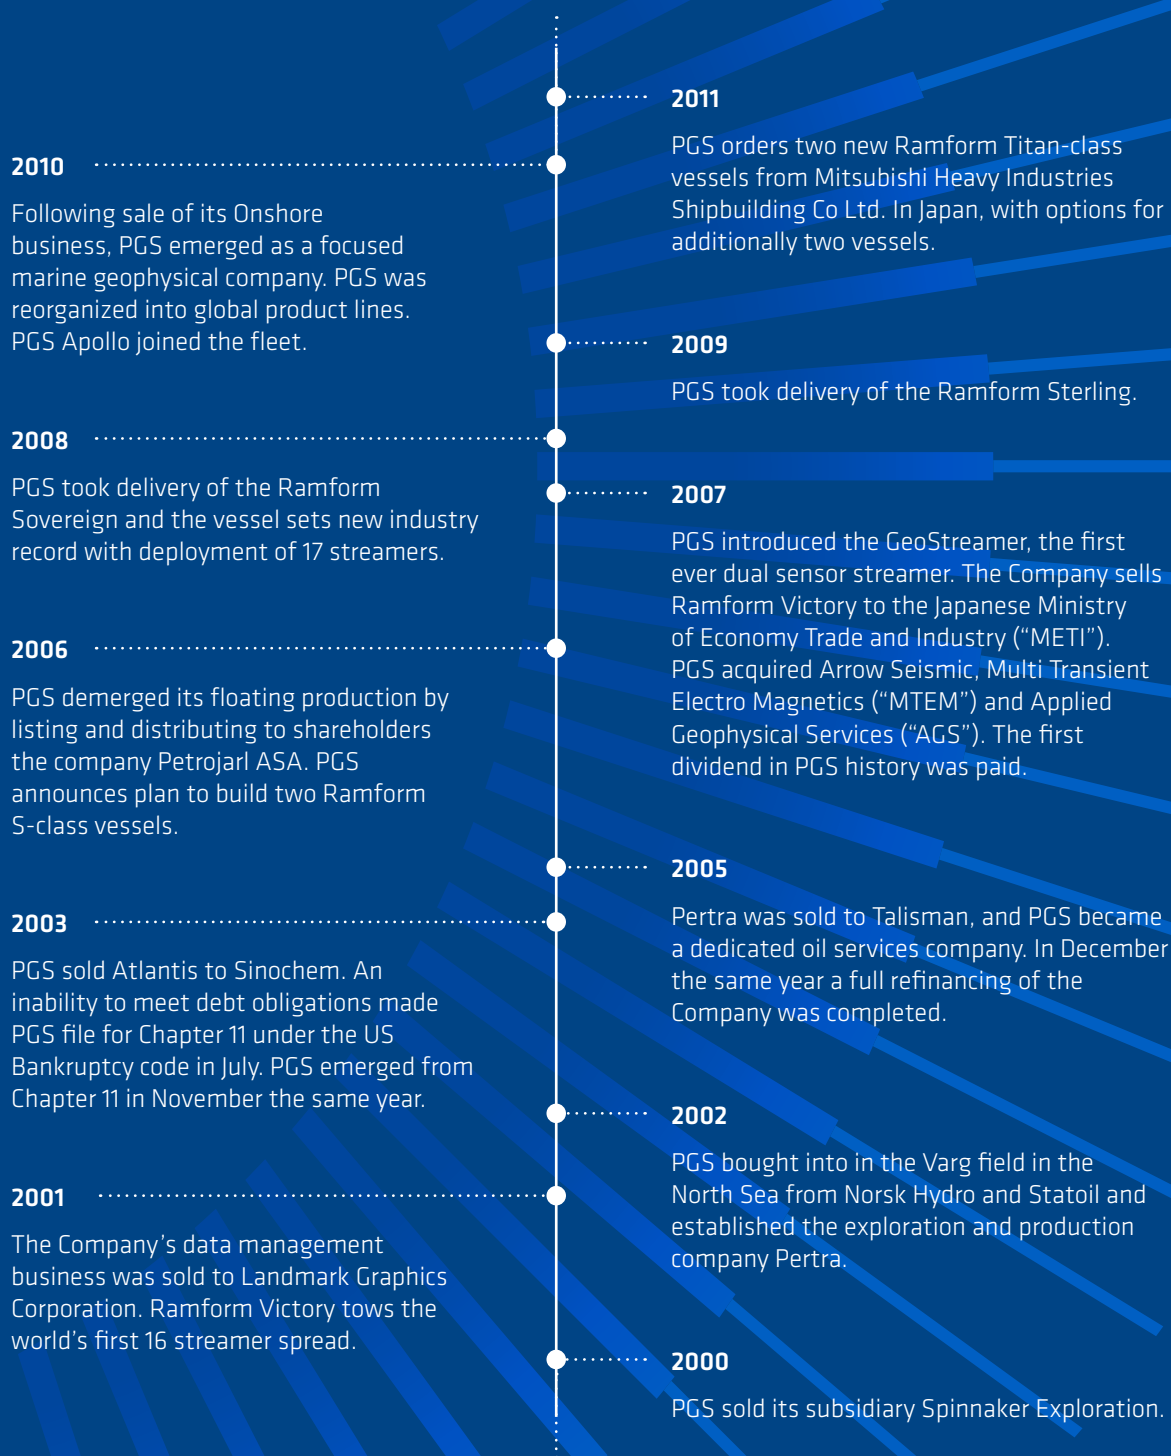 2011
PGS orders two new Ramform Titan-class
vessels from Mitsubishi Heavy Industries
Shipbuilding Co Ltd. In Japan, with options for
additionally two vessels.
2010
Following sale of its Onshore
business, PGS emerged as a focused
marine geophysical company. PGS was
reorganized into global product lines.
PGS Apollo joined the fleet.
2009
PGS took delivery of the Ramform Sterling.
2008
PGS took delivery of the Ramform
Sovereign and the vessel sets new industry
record with deployment of 17 streamers.
2007
PGS introduced the GeoStreamer, the first
ever dual sensor streamer. The Company sells
Ramform Victory to the Japanese Ministry
of Economy Trade and Industry (“METI”).
PGS acquired Arrow Seismic, Multi Transient
Electro Magnetics (“MTEM”) and Applied
Geophysical Services (“AGS”). The first
dividend in PGS history was paid.
2006
PGS demerged its floating production by
listing and distributing to shareholders
the company Petrojarl ASA. PGS
announces plan to build two Ramform
S-class vessels.
2005
Pertra was sold to Talisman, and PGS became
a dedicated oil services company. In December
the same year a full refinancing of the
Company was completed.
2003
PGS sold Atlantis to Sinochem. An
inability to meet debt obligations made
PGS file for Chapter 11 under the US
Bankruptcy code in July. PGS emerged from
Chapter 11 in November the same year.
2002
PGS bought into in the Varg field in the
North Sea from Norsk Hydro and Statoil and
established the exploration and production
company Pertra.
2001
The Company’s data management
business was sold to Landmark Graphics
Corporation. Ramform Victory tows the
world’s first 16 streamer spread.
2000
PGS sold its subsidiary Spinnaker Exploration.